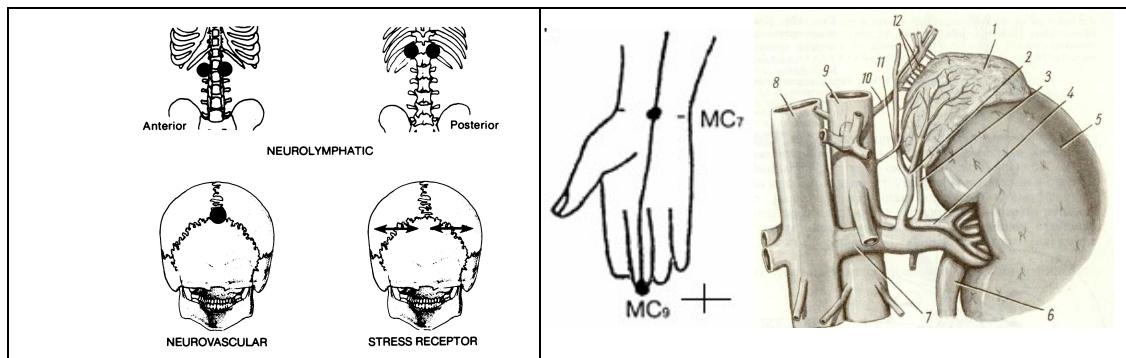 Anterior
Posterior
NEUROLYMPHATIC
NEUROVASCULAR
STRESS RECEPTOR
MC7
MC9
12
1
2
3
4
5
6
7
8
9
10
11